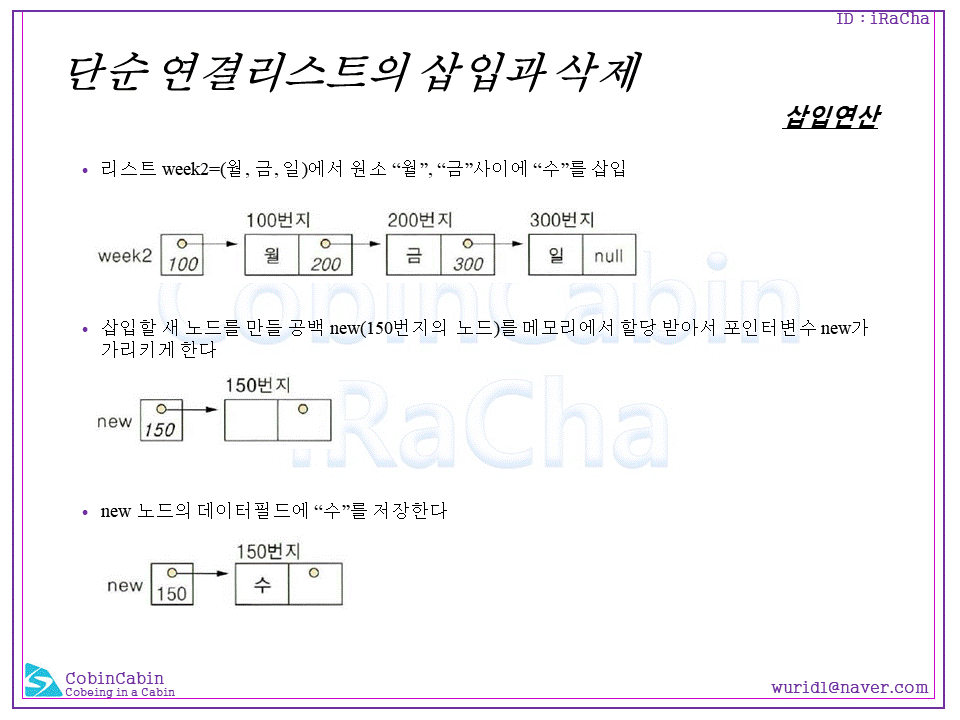 ID : iRaCha
단순 연결리스트의 삽입과 삭제
삽입연산
• 리스트 week2=(월, 금, 일)에서 원소 “월”, “금”사이에 “수”를 삽입
100번지 200번지 300번지
week2 100 월 200 금 300 일 null
CobinCabin
• 삽입할 새 노드를 만들 공백 new(150번지의 노드)를 메모리에서 할당 받아서 포인터변수 new가
가리키게 한다
150번지
new 150
iRaCha
• new 노드의 데이터필드에 “수”를 저장한다
150번지
new 150 수
CobinCabin
Cobeing in a Cabin
wurid1@naver.com